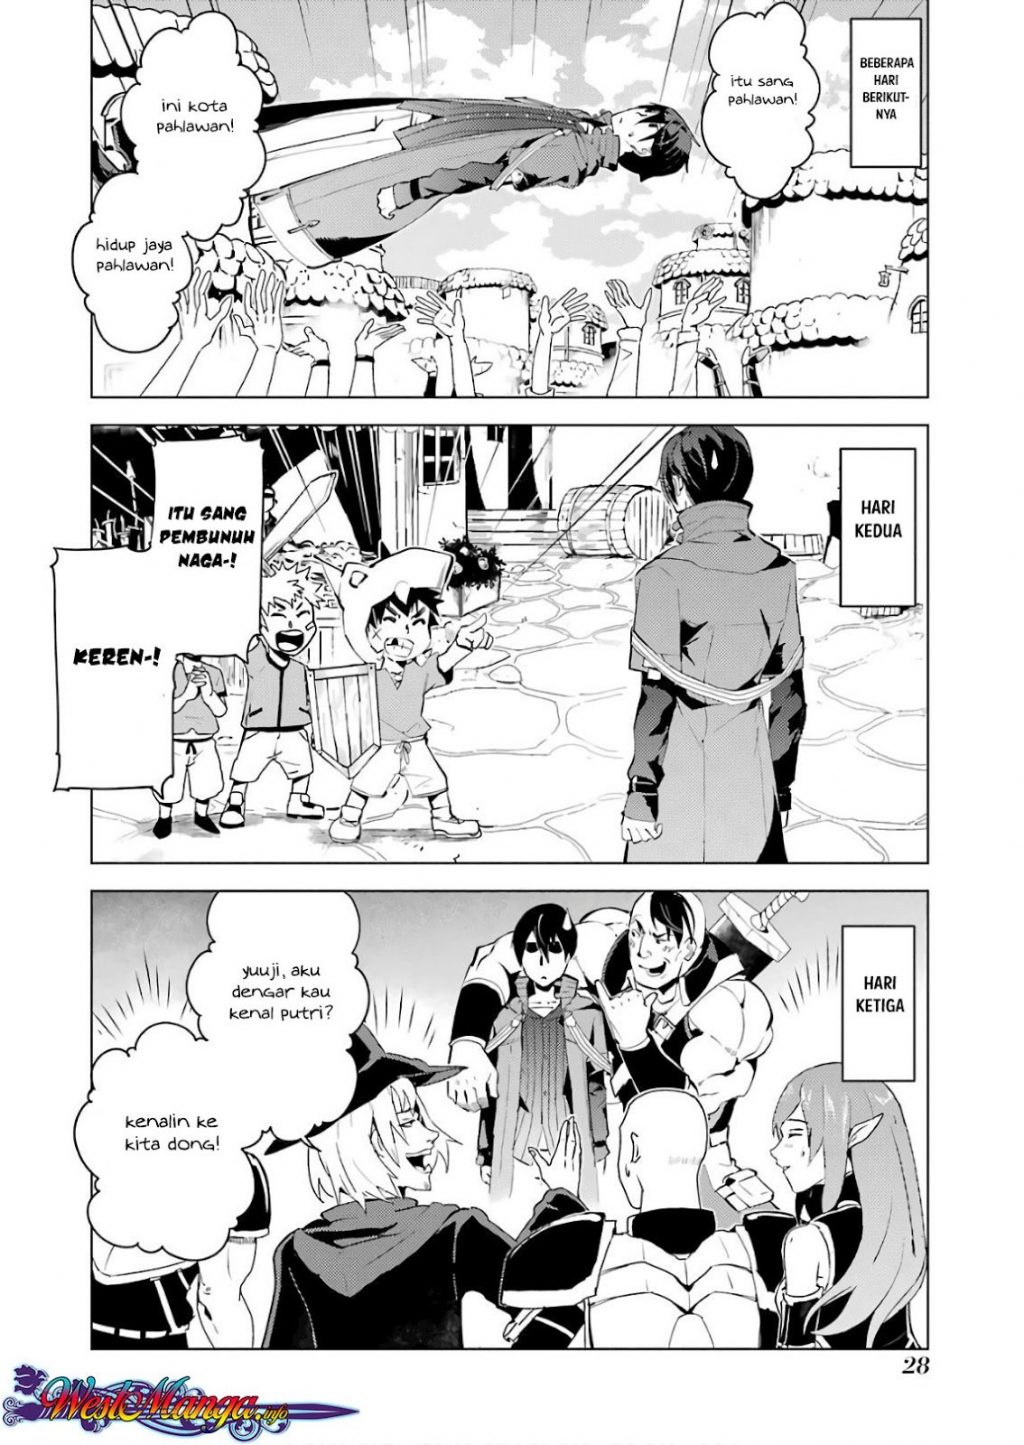 BEBERAPA
HARI
BERIKUT-
NYA
itu sang
pahlawan!
ini kota
pahlawan!
hidup jaya
pahlawan!
HARI
KEDUA
ITU SANG
PEMBUNUH
NAGA-!
KEREN-!
HARI
KETIGA
yuuji, aku
dengar kau
kenal putri?
kenalin ke
kita dong!
28
WestManga.info